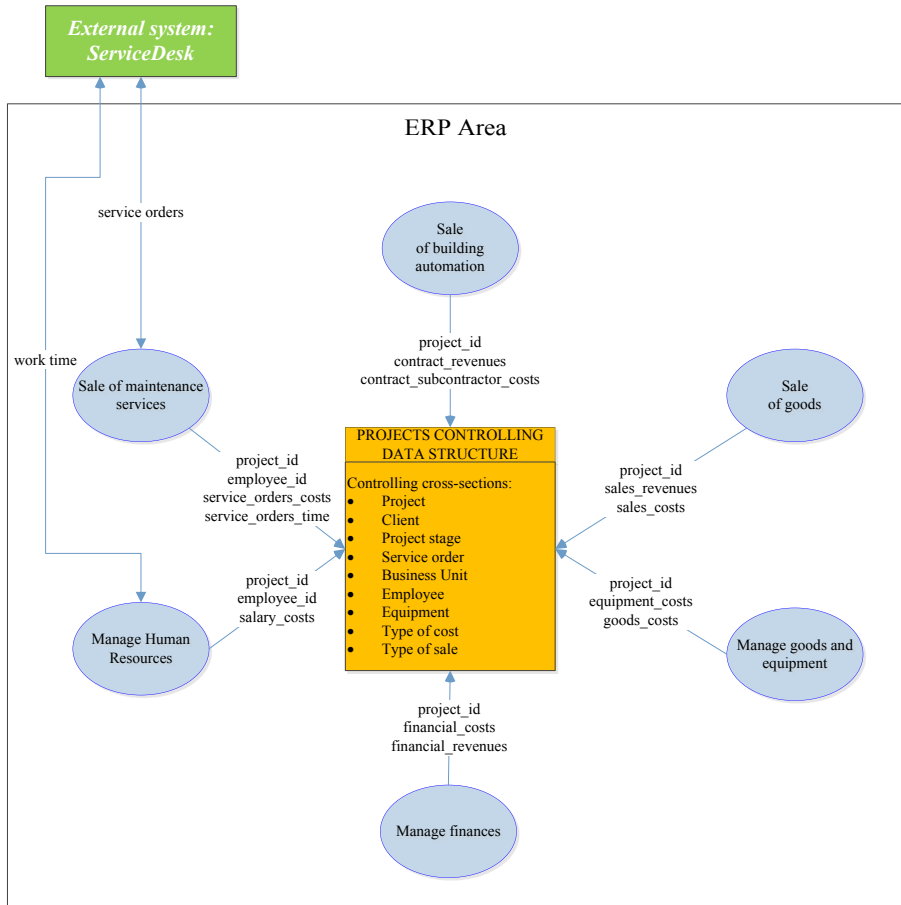 External system:
ServiceDesk
ERP Area
service orders
Sale
of building
automation
work time
project_id
contract_revenues
contract_subcontractor_costs
Sale of maintenance
services
Sale
of goods
PROJECTS CONTROLLING
DATA STRUCTURE
project_id
employee_id
service_orders_costs
service_orders_time
project_id
sales_revenues
sales_costs
Controlling cross-sections:
• Project
• Client
• Project stage
• Service order
• Business Unit
• Employee
• Equipment
• Type of cost
• Type of sale
project_id
employee_id
salary_costs
project_id
equipment_costs
goods_costs
Manage Human
Resources
Manage goods and
equipment
project_id
financial_costs
financial_revenues
Manage finances